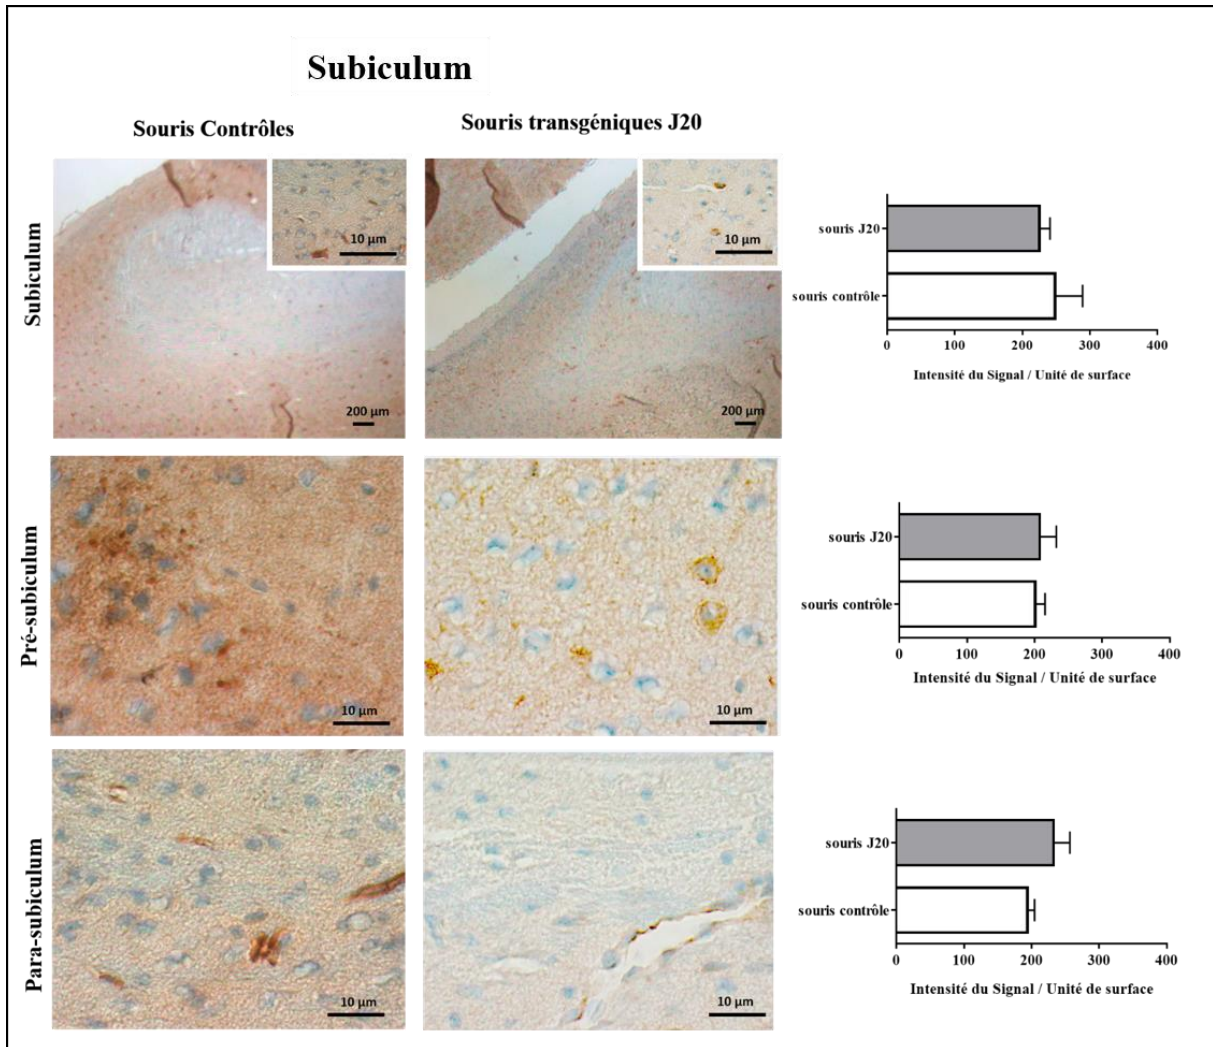 Subiculum
Souris Contrôles
Souris transgéniques J20
Subiculum
10 µm
200 µm
10 µm
200 µm
souris J20
souris contrôle
0 100 200 300 400
Intensité du Signal / Unité de surface
Pré-subiculum
10 µm
10 µm
souris J20
souris contrôle
0 100 200 300 400
Intensité du Signal / Unité de surface
Para-subiculum
10 µm
10 µm
souris J20
souris contrôle
0 100 200 300 400
Intensité du Signal / Unité de surface